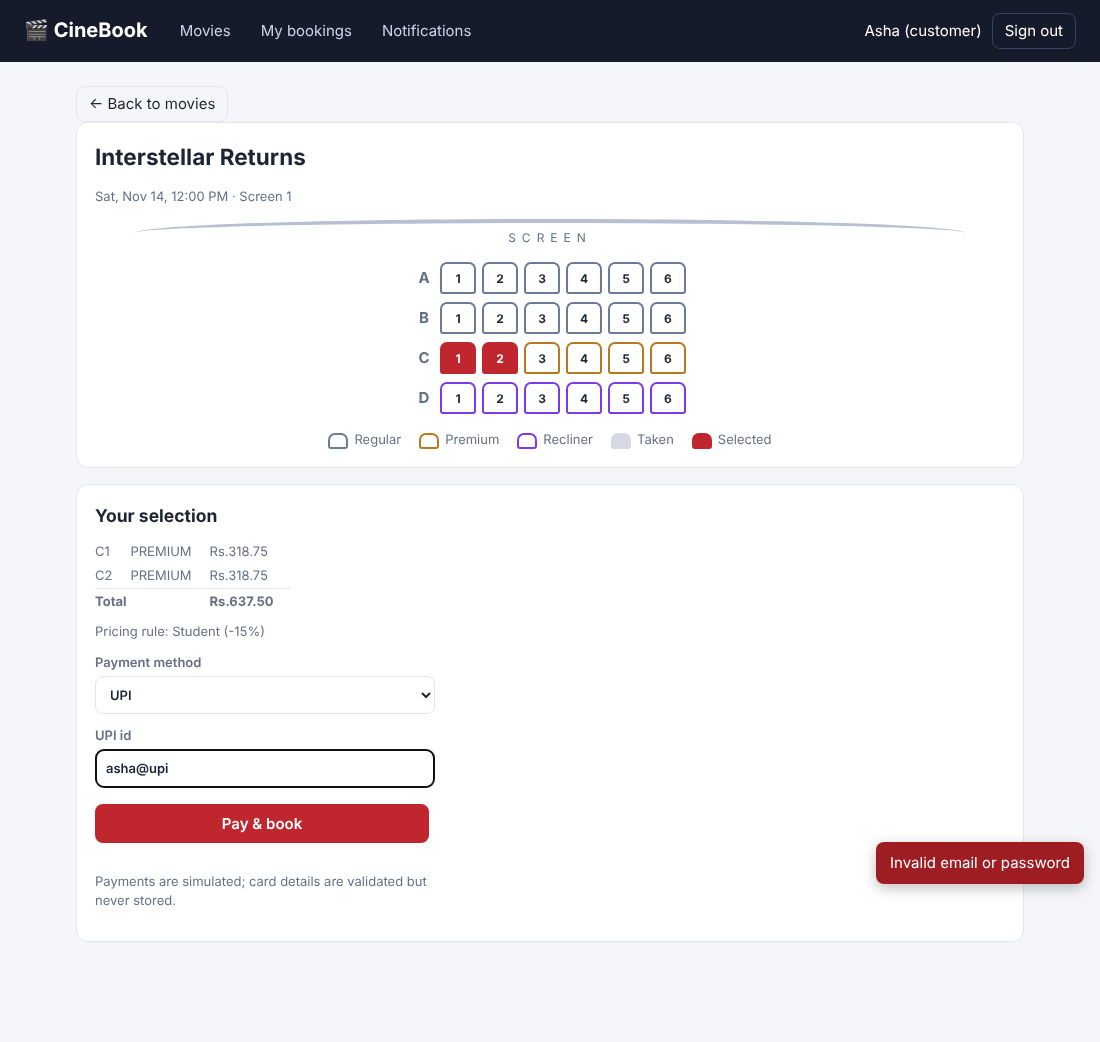 🎬 CineBook Movies My bookings Notifications Asha (customer) Sign out
← Back to movies
Interstellar Returns
Sat, Nov 14, 12:00 PM · Screen 1
SCREEN
A 1 2 3 4 5 6
B 1 2 3 4 5 6
C 1 2 3 4 5 6
D 1 2 3 4 5 6
Regular Premium Recliner Taken Selected
Your selection
C1 PREMIUM Rs.318.75
C2 PREMIUM Rs.318.75
Total Rs.637.50
Pricing rule: Student (-15%)
Payment method
UPI
UPI id
asha@upi
Pay & book
Invalid email or password
Payments are simulated; card details are validated but
never stored.